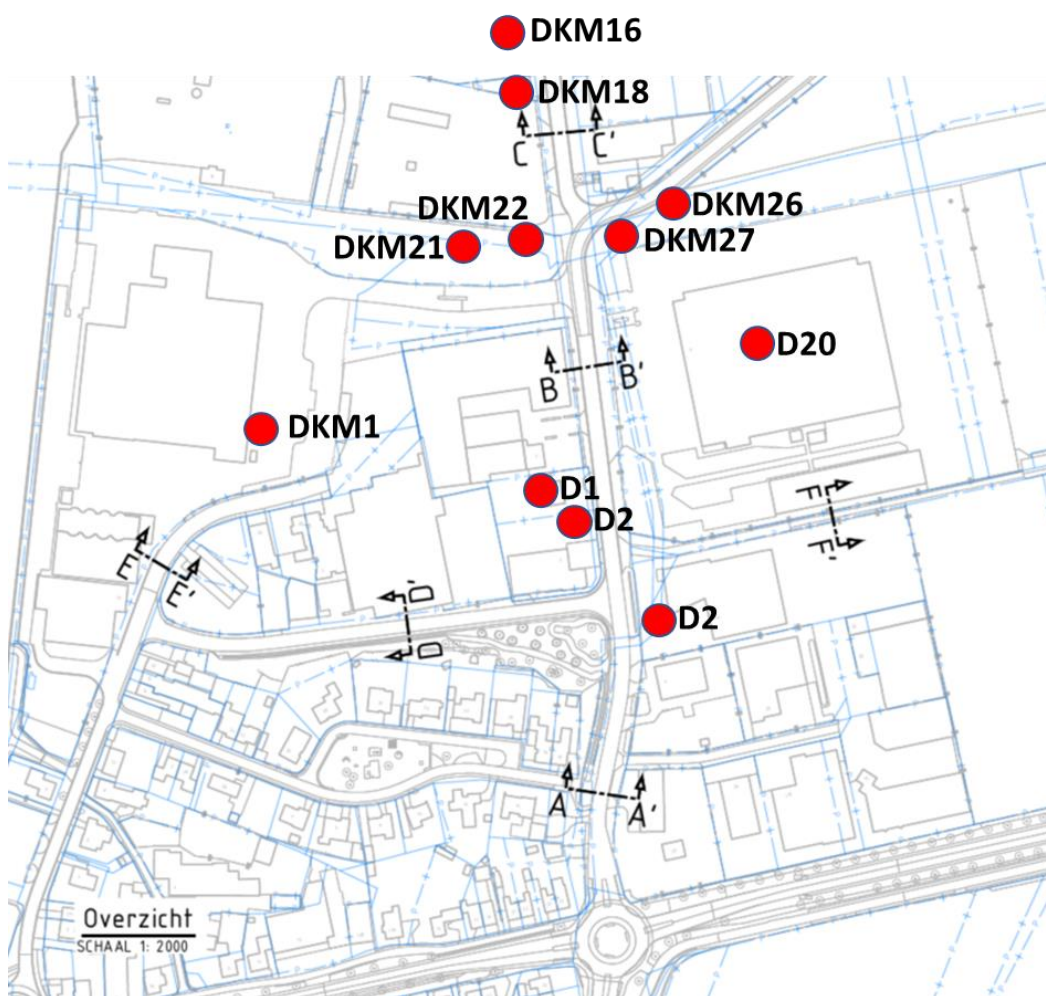 DKM16
DKM18
C C'
DKM26
DKM22
DKM27
DKM21
D20
B B'
DKM1
D1
F
D2
F'
E E'
D'
D2
D
A A'
Overzicht
SCHAAL 1: 2000